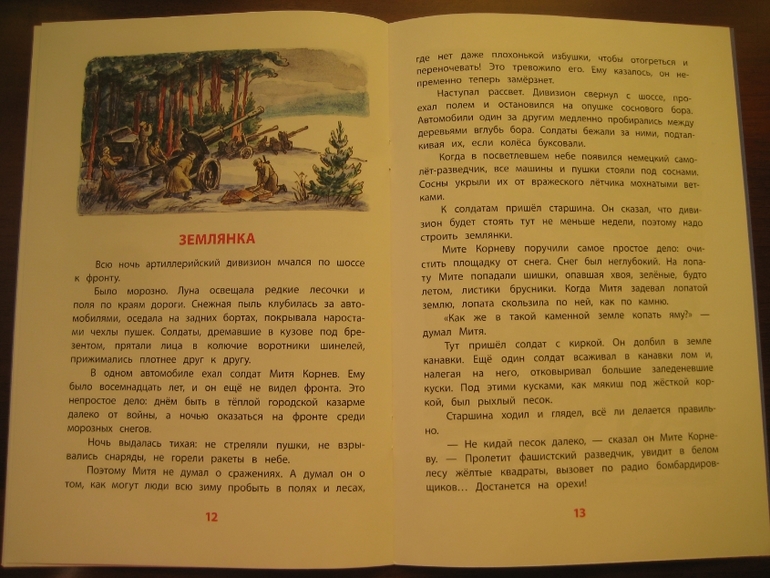 ЗЕМЛЯНКА
Всю ночь артиллерийский дивизион мчался по шоссе
к фронту.
Было морозно. Луна освещала редкие лесочки и
поля по краям дороги. Снежная пыль клубилась за авто-
мобилями, оседала на задних бортах, покрывала нароста-
ми чехлы пушек. Солдаты, дремавшие в кузове под бре-
зентом, прятали лица в колючие воротники шинелей,
прижимались плотнее друг к другу.
В одном автомобиле ехал солдат Митя Корнев. Ему
было восемнадцать лет, и он ещё не видел фронта. Это
непростое дело: днём быть в тёплой городской казарме
далеко от войны, а ночью оказаться на фронте среди
морозных снегов.
Ночь выдалась тихая: не стреляли пушки, не взры-
вались снаряды, не горели ракеты в небе.
Поэтому Митя не думал о сражениях. А думал он о
том, как могут люди всю зиму пробыть в полях и лесах,
12
где нет даже плохонькой избушки, чтобы отогреться и
переночевать! Это тревожило его. Ему казалось, он не-
пременно теперь замёрзнет.
Наступал рассвет. Дивизион свернул с шоссе, про-
ехал полем и остановился на опушке соснового бора.
Автомобили один за другим медленно пробирались между
деревьями вглубь бора. Солдаты бежали за ними, подтал-
кивая их, если колёса буксовали.
Когда в посветлевшем небе появился немецкий само-
лёт-разведчик, все машины и пушки стояли под соснами.
Сосны укрыли их от вражеского лётчика мохнатыми вет-
ками.
К солдатам пришёл старшина. Он сказал, что диви-
зион будет стоять тут не меньше недели, поэтому надо
строить землянки.
Мите Корневу поручили самое простое дело: очи-
стить площадку от снега. Снег был неглубокий. На лопа-
ту Мите попадали шишки, опавшая хвоя, зелёные, будто
летом, листики брусники. Когда Митя задевал лопатой
землю, лопата скользила по ней, как по камню.
«Как же в такой каменной земле копать яму?» —
думал Митя.
Тут пришёл солдат с киркой. Он долбил в земле
канавки. Ещё один солдат всаживал в канавки лом и,
налегая на него, отковыривал большие заледеневшие
куски. Под этими кусками, как мякиш под жёсткой кор-
кой, был рыхлый песок.
Старшина ходил и глядел, всё ли делается правиль-
но.
— Не кидай песок далеко, — сказал он Мите Корне-
ву. — Пролетит фашистский разведчик, увидит в белом
лесу жёлтые квадраты, вызовет по радио бомбардиров-
щиков... Достанется на орехи!
13